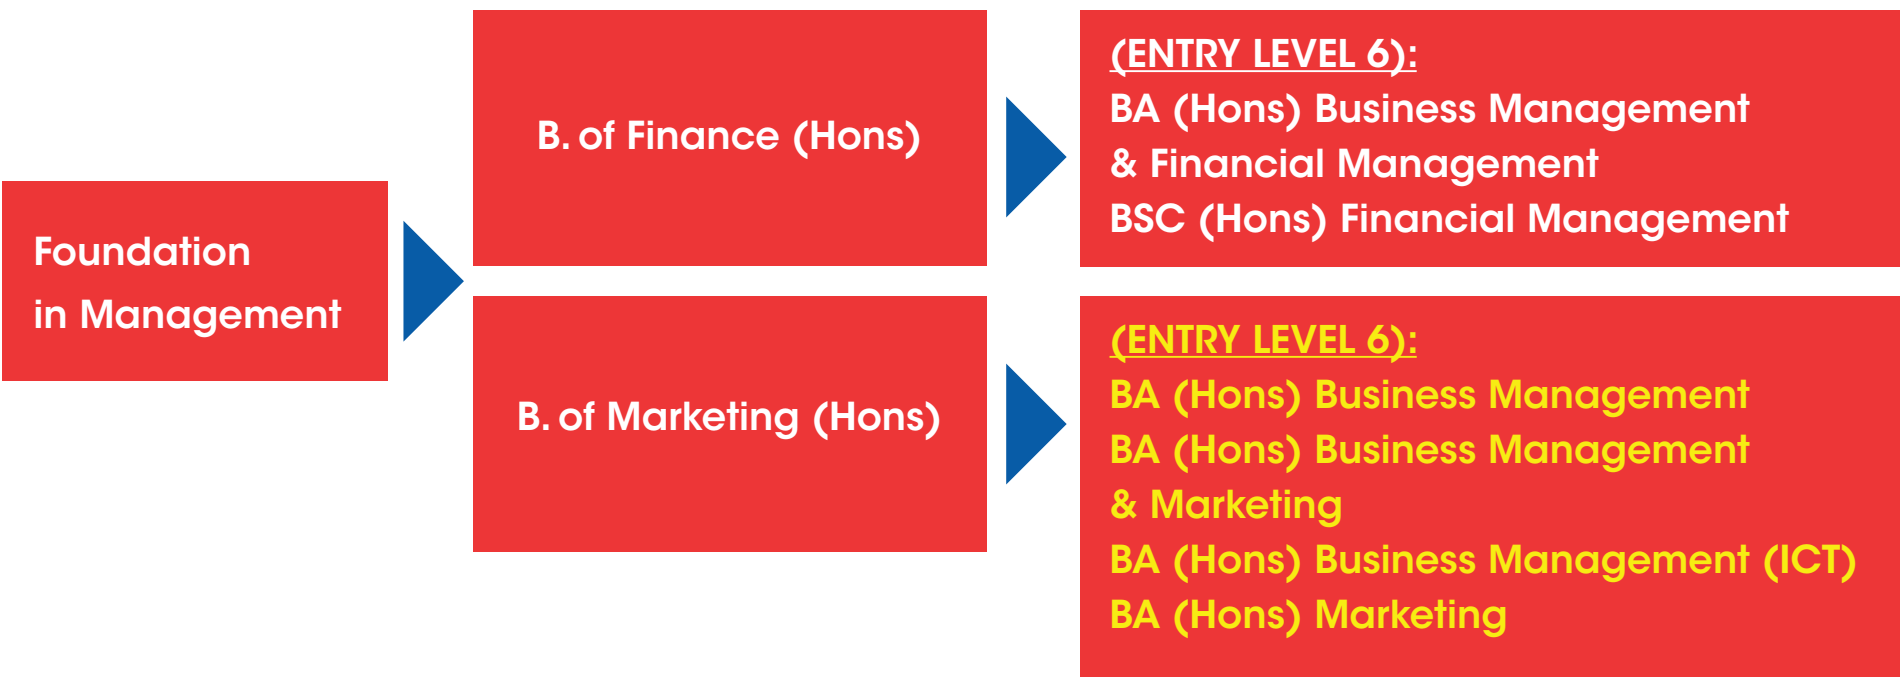 Foundation
in Management
B. of Finance (Hons)
(ENTRY LEVEL 6):
BA (Hons) Business Management
& Financial Management
BSC (Hons) Financial Management
B. of Marketing (Hons)
(ENTRY LEVEL 6):
BA (Hons) Business Management
BA (Hons) Business Management
& Marketing
BA (Hons) Business Management (ICT)
BA (Hons) Marketing